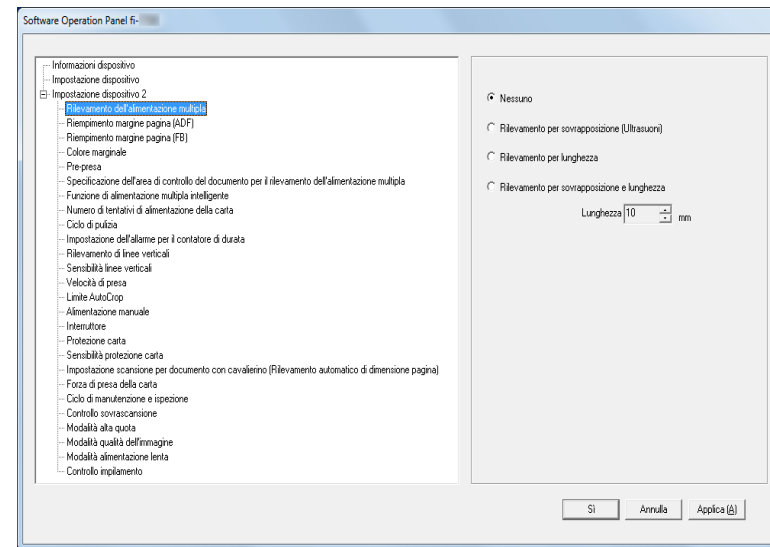 Software Operation Panel fi-
Informazioni dispositivo
Impostazione dispositivo
Impostazione dispositivo 2
Rilevamento dell'alimentazione multipla
Riempimento margine pagina (ADF)
Riempimento margine pagina (FB)
Colore marginale
Pre-presa
Specificazione dell'area di controllo del documento per il rilevamento dell'alimentazione multipla
Funzione di alimentazione multipla intelligente
Numero di tentativi di alimentazione della carta
Ciclo di pulizia
Impostazione dell'allarme per il contatore di durata
Rilevamento di linee verticali
Sensibilità linee verticali
Velocità di presa
Limite AutoCrop
Alimentazione manuale
Interruttore
Protezione carta
Sensibilità protezione carta
Impostazione scansione per documento con cavalierino (Rilevamento automatico di dimensione pagina)
Forza di presa della carta
Ciclo di manutenzione e ispezione
Controllo sovrascansione
Modalità alta quota
Modalità qualità dell'immagine
Modalità alimentazione lenta
Controllo impilamento
Nessuno
Rilevamento per sovrapposizione (Ultrasuoni)
Rilevamento per lunghezza
Rilevamento per sovrapposizione e lunghezza
Lunghezza 10 mm
Sì Annulla Applica (A)